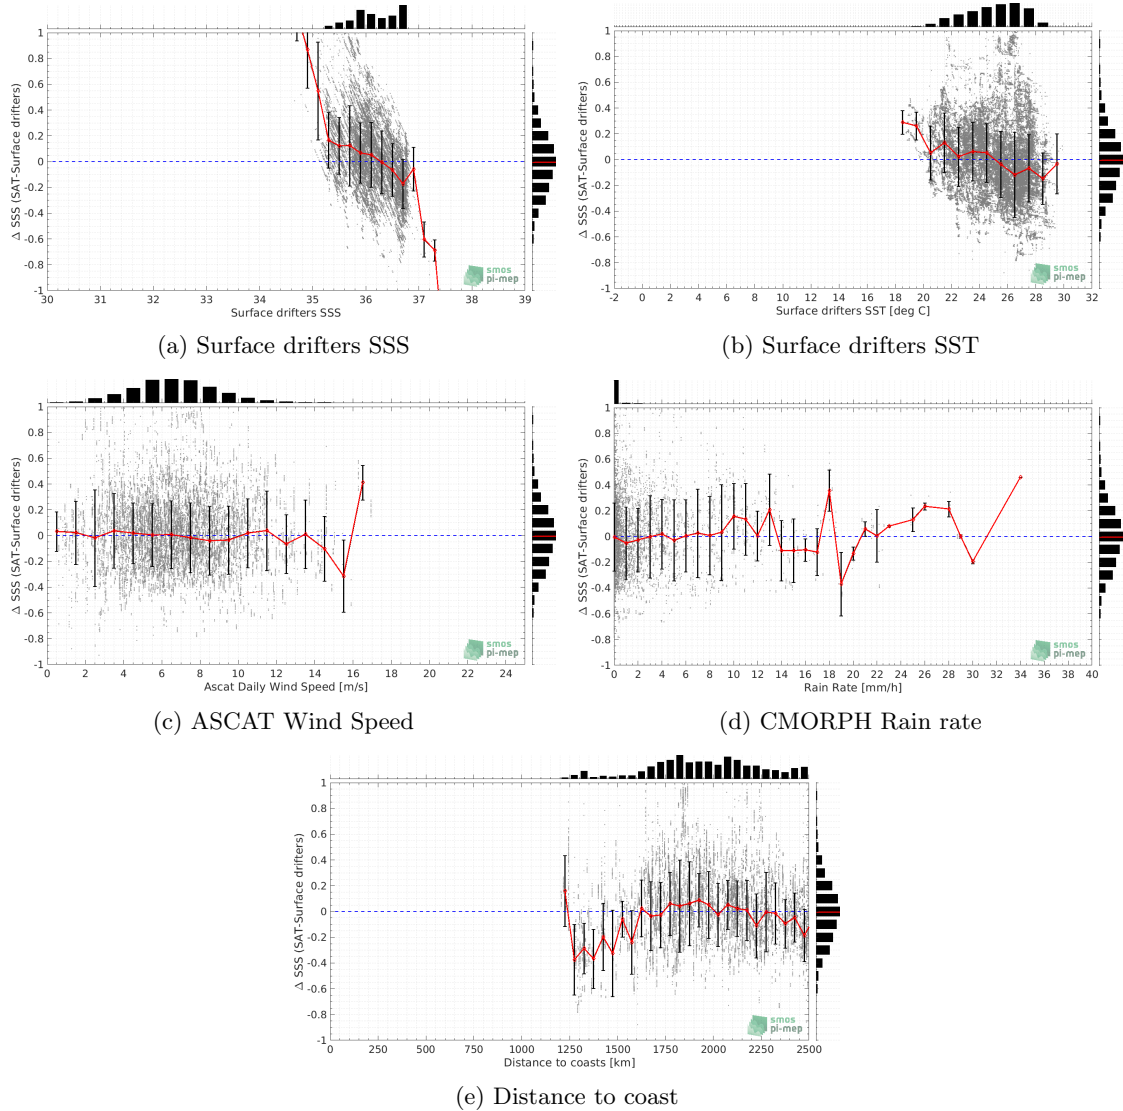 1
0.8
0.6
0.4
0.2
0
-0.2
-0.4
-0.6
-0.8
-1
Δ SSS (SAT-Surface drifters)
30 31 32 33 34 35 36 37 38 39
Surface drifters SSS
smos
pi-mep
(a) Surface drifters SSS
1
0.8
0.6
0.4
0.2
0
-0.2
-0.4
-0.6
-0.8
-1
Δ SSS (SAT-Surface drifters)
-2 0 2 4 6 8 10 12 14 16 18 20 22 24 26 28 30 32
Surface drifters SST [deg C]
smos
pi-mep
(b) Surface drifters SST
1
0.8
0.6
0.4
0.2
0
-0.2
-0.4
-0.6
-0.8
-1
Δ SSS (SAT-Surface drifters)
0 2 4 6 8 10 12 14 16 18 20 22 24
Ascat Daily Wind Speed [m/s]
smos
pi-mep
(c) ASCAT Wind Speed
1
0.8
0.6
0.4
0.2
0
-0.2
-0.4
-0.6
-0.8
-1
Δ SSS (SAT-Surface drifters)
0 2 4 6 8 10 12 14 16 18 20 22 24 26 28 30 32 34 36 38 40
Rain Rate [mm/h]
smos
pi-mep
(d) CMORPH Rain rate
1
0.8
0.6
0.4
0.2
0
-0.2
-0.4
-0.6
-0.8
-1
Δ SSS (SAT-Surface drifters)
0 250 500 750 1000 1250 1500 1750 2000 2250 2500
Distance to coasts [km]
smos
pi-mep
(e) Distance to coast